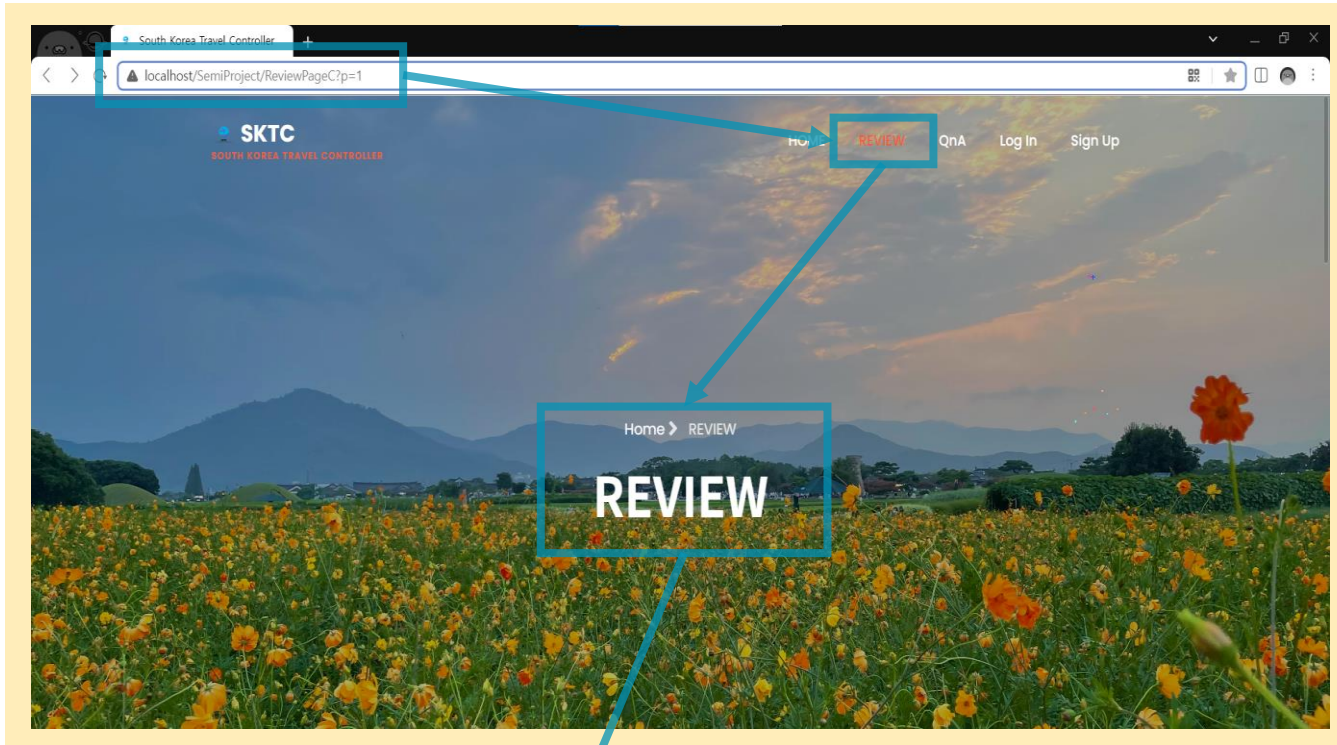 South Korea Travel Controller
localhost/SemiProject/ReviewPageC?p=1
SKTC
SOUTH KOREA TRAVEL CONTROLLER
HOME REVIEW QnA Log In Sign Up
Home REVIEW
REVIEW